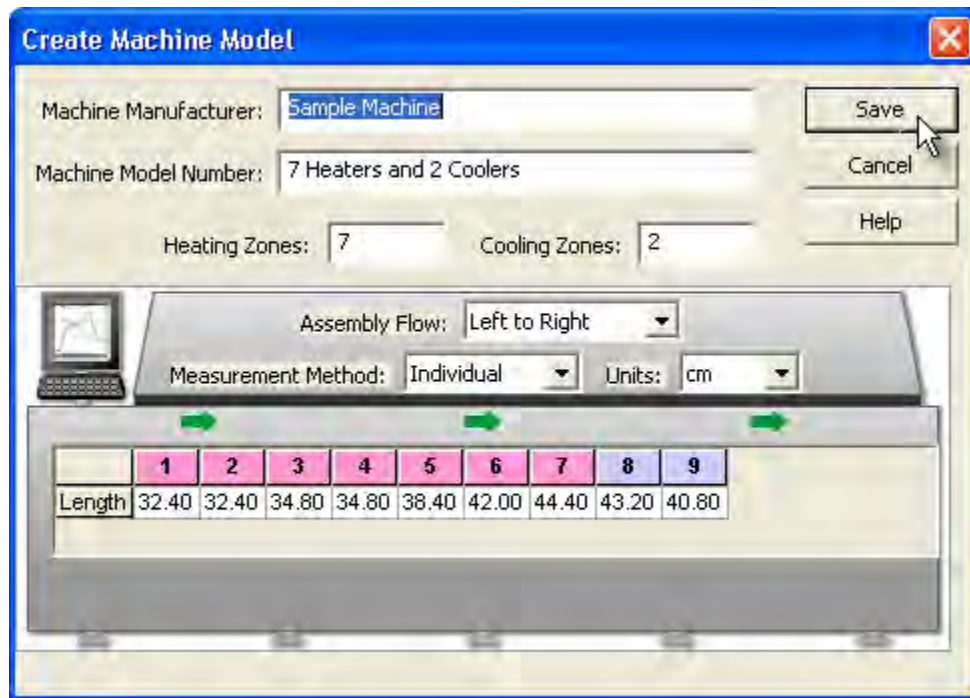 Create Machine Model
Machine Manufacturer: Sample Machine Save
Machine Model Number: 7 Heaters and 2 Coolers Cancel
Heating Zones: 7 Cooling Zones: 2 Help
Assembly Flow: Left to Right
Measurement Method: Individual Units: cm
1 2 3 4 5 6 7 8 9
Length 32.40 32.40 34.80 34.80 38.40 42.00 44.40 43.20 40.80